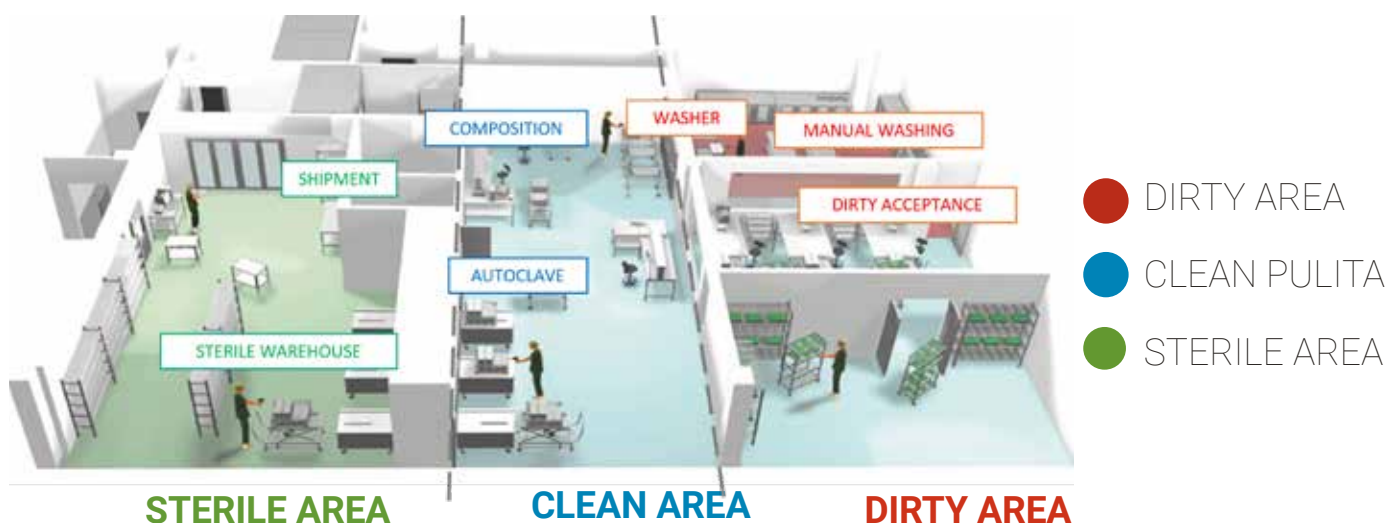 COMPOSITION
WASHER
MANUAL WASHING
SHIPMENT
DIRTY ACCEPTANCE
AUTOCLAVE
STERILE WAREHOUSE
DIRTY AREA
CLEAN PULITA
STERILE AREA
STERILE AREA
CLEAN AREA
DIRTY AREA